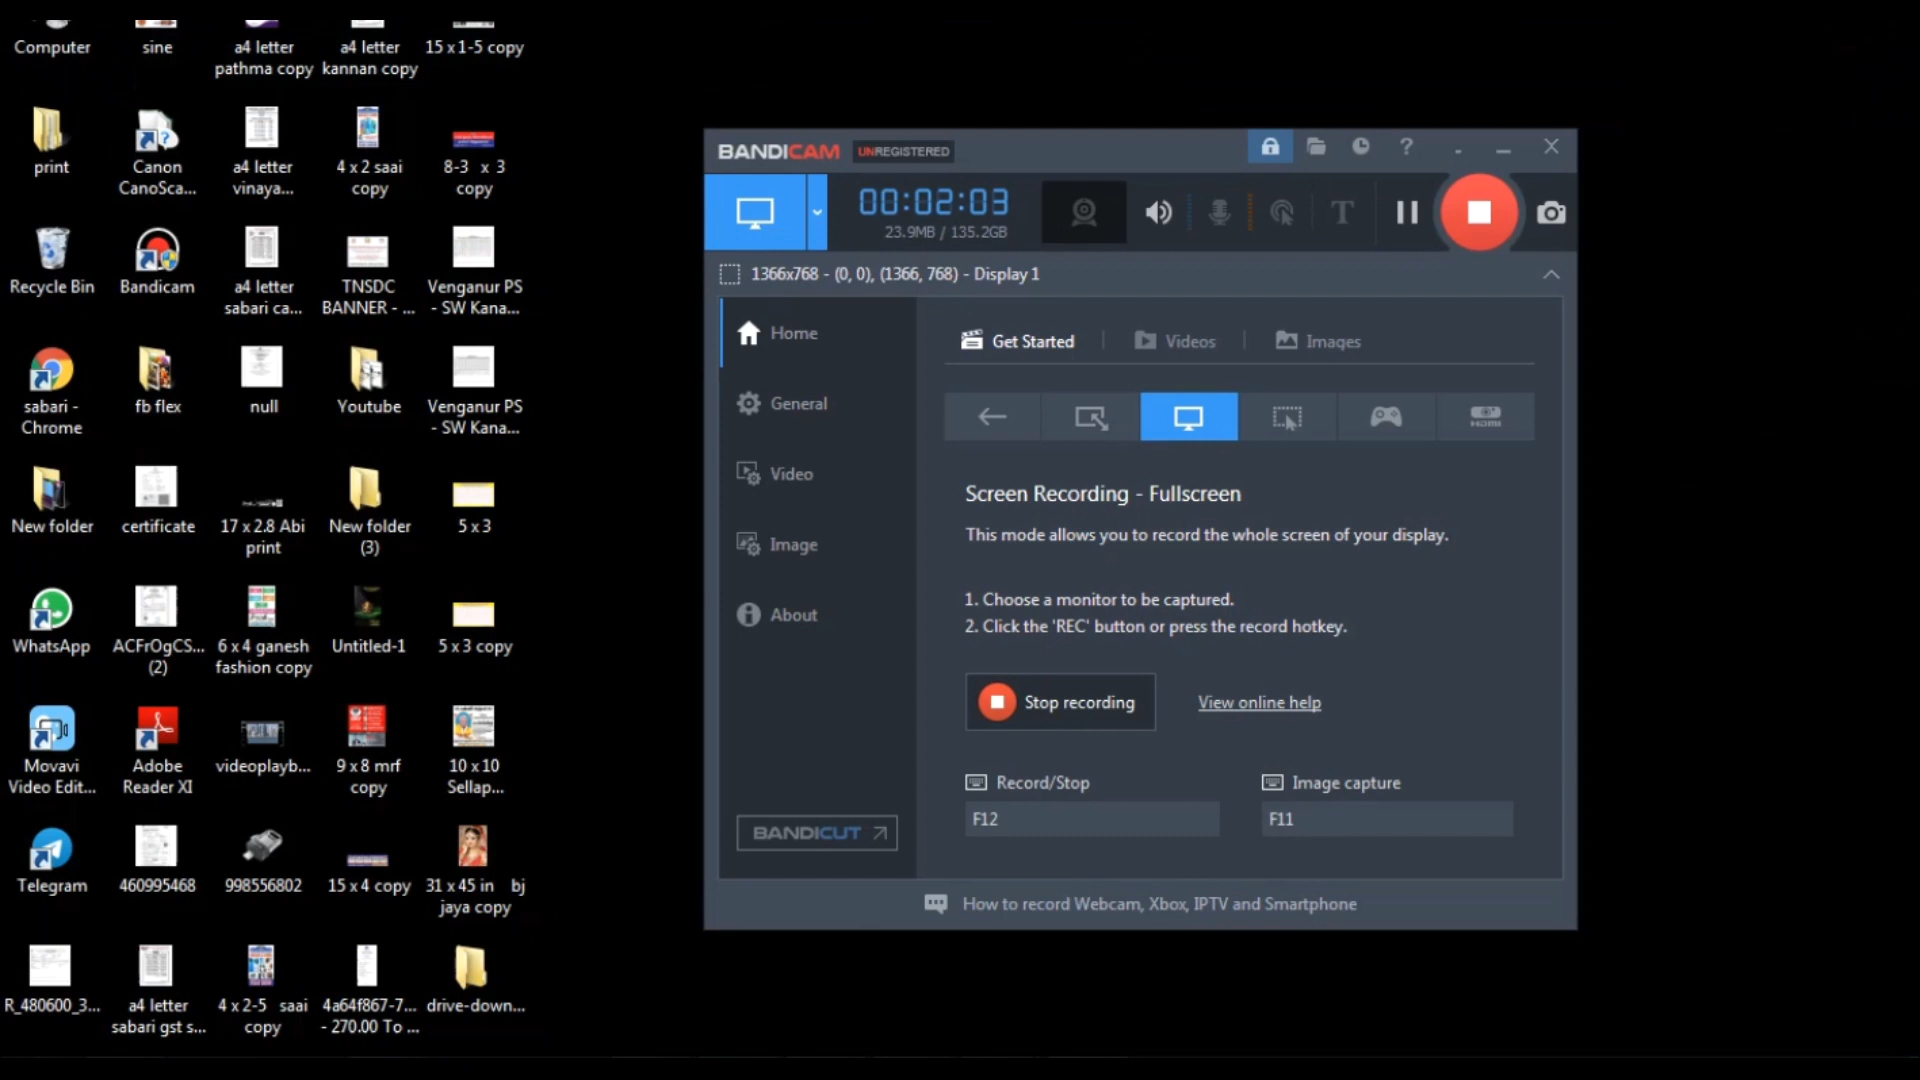 Computer
sine
a4 letter
pathma copy
a4 letter
kannan copy
15 x 1-5 copy
print
Canon
CanoSca...
a4 letter
vinaya...
4 x 2 saai
copy
8-3 x 3
copy
Recycle Bin
Bandicam
a4 letter
sabari ca...
TNSDC
BANNER - ...
Venganur PS
- SW Kana...
sabari -
Chrome
fb flex
null
Youtube
Venganur PS
- SW Kana...
New folder
certificate
17 x 2.8 Abi
print
New folder
(3)
5 x 3
WhatsApp
ACFrOgCS...
(2)
6 x 4 ganesh
fashion copy
Untitled-1
5 x 3 copy
Movavi
Video Edit...
Adobe
Reader XI
videoplayb...
9 x 8 mrf
copy
10 x 10
Sellap...
Telegram
460995468
998556802
15 x 4 copy
31 x 45 in bj
jaya copy
R_480600_3...
a4 letter
sabari gst s...
4 x 2-5 saai
copy
4a64f867-7...
- 270.00 To ...
drive-down...
BANDICAM UNREGISTERED
00:02:03
23.9MB / 135.2GB
1366x768 - (0, 0), (1366, 768) - Display 1
Home
General
Video
Image
About
BANDICUT
Get Started
Videos
Images
HDMI
Screen Recording - Fullscreen
This mode allows you to record the whole screen of your display.
1. Choose a monitor to be captured.
2. Click the 'REC' button or press the record hotkey.
Stop recording
View online help
Record/Stop
Image capture
F12
F11
How to record Webcam, Xbox, IPTV and Smartphone